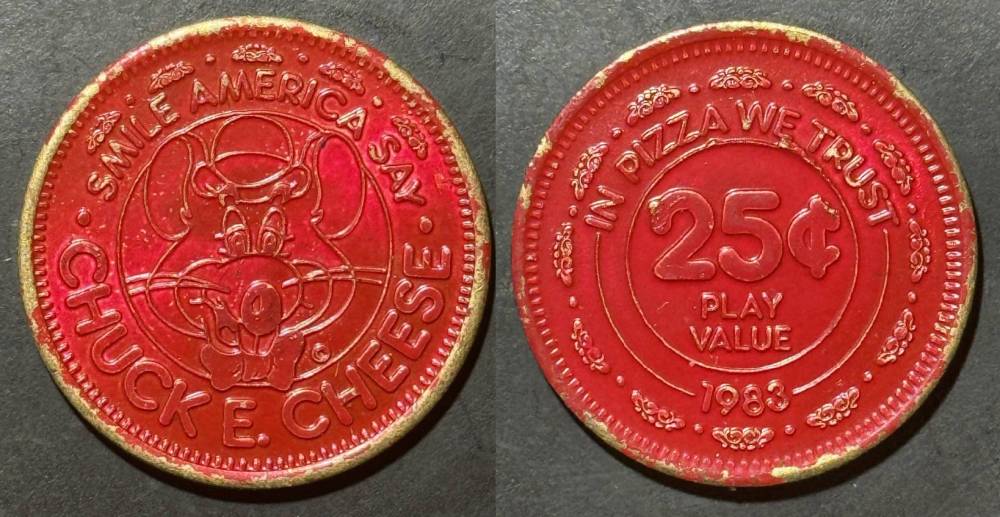 SMILE AMERICA SAY
CHUCK E. CHEESE
IN PIZZA WE TRUST
25¢
PLAY
VALUE
1983